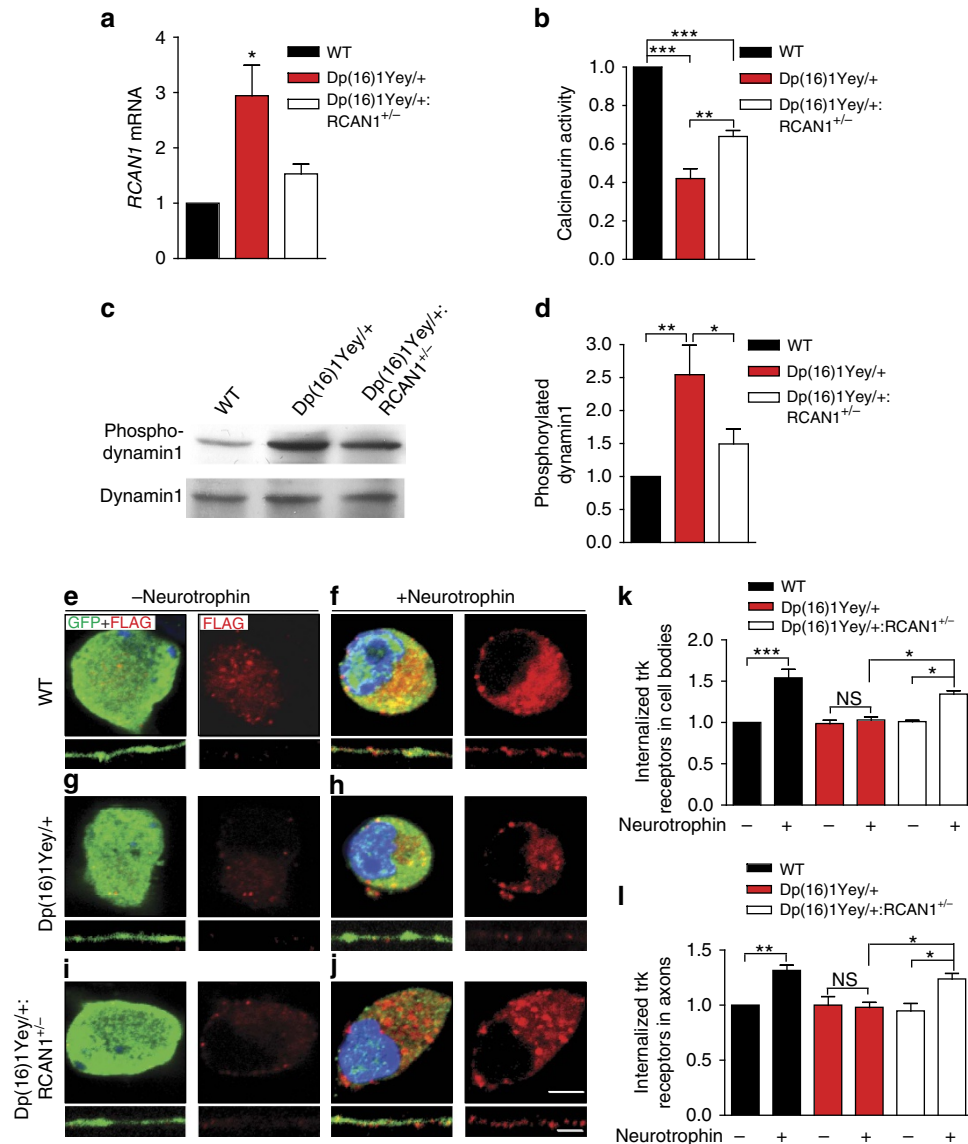 a
RCAN1 mRNA
4
3
2
1
0
*
WT
Dp(16)1Yey/+
Dp(16)1Yey/+:
RCAN1+/–
b
Calcineurin activity
1.0
0.8
0.6
0.4
0.2
0.0
***
***
**
WT
Dp(16)1Yey/+
Dp(16)1Yey/+:
RCAN1+/–
c
WT
Dp(16)1Yey/+
Dp(16)1Yey/+:
RCAN1+/–
Phospho-
dynamin1
Dynamin1
d
Phosphorylated
dynamin1
3.0
2.5
2.0
1.5
1.0
0.5
0.0
**
*
WT
Dp(16)1Yey/+
Dp(16)1Yey/+:
RCAN1+/–
e
–Neurotrophin
f
+Neurotrophin
GFP+FLAG
FLAG
WT
g
h
Dp(16)1Yey/+
i
j
Dp(16)1Yey/+:
RCAN1+/–
k
WT
Dp(16)1Yey/+
Dp(16)1Yey/+:RCAN1+/–
Internalized trk
receptors in cell bodies
2.0
1.5
1.0
0.5
0.0
***
NS
*
*
Neurotrophin – + – + – +
l
WT
Dp(16)1Yey/+
Dp(16)1Yey/+:RCAN1+/–
Internalized trk
receptors in axons
1.5
1.0
0.5
0.0
**
NS
*
*
Neurotrophin – + – + – +